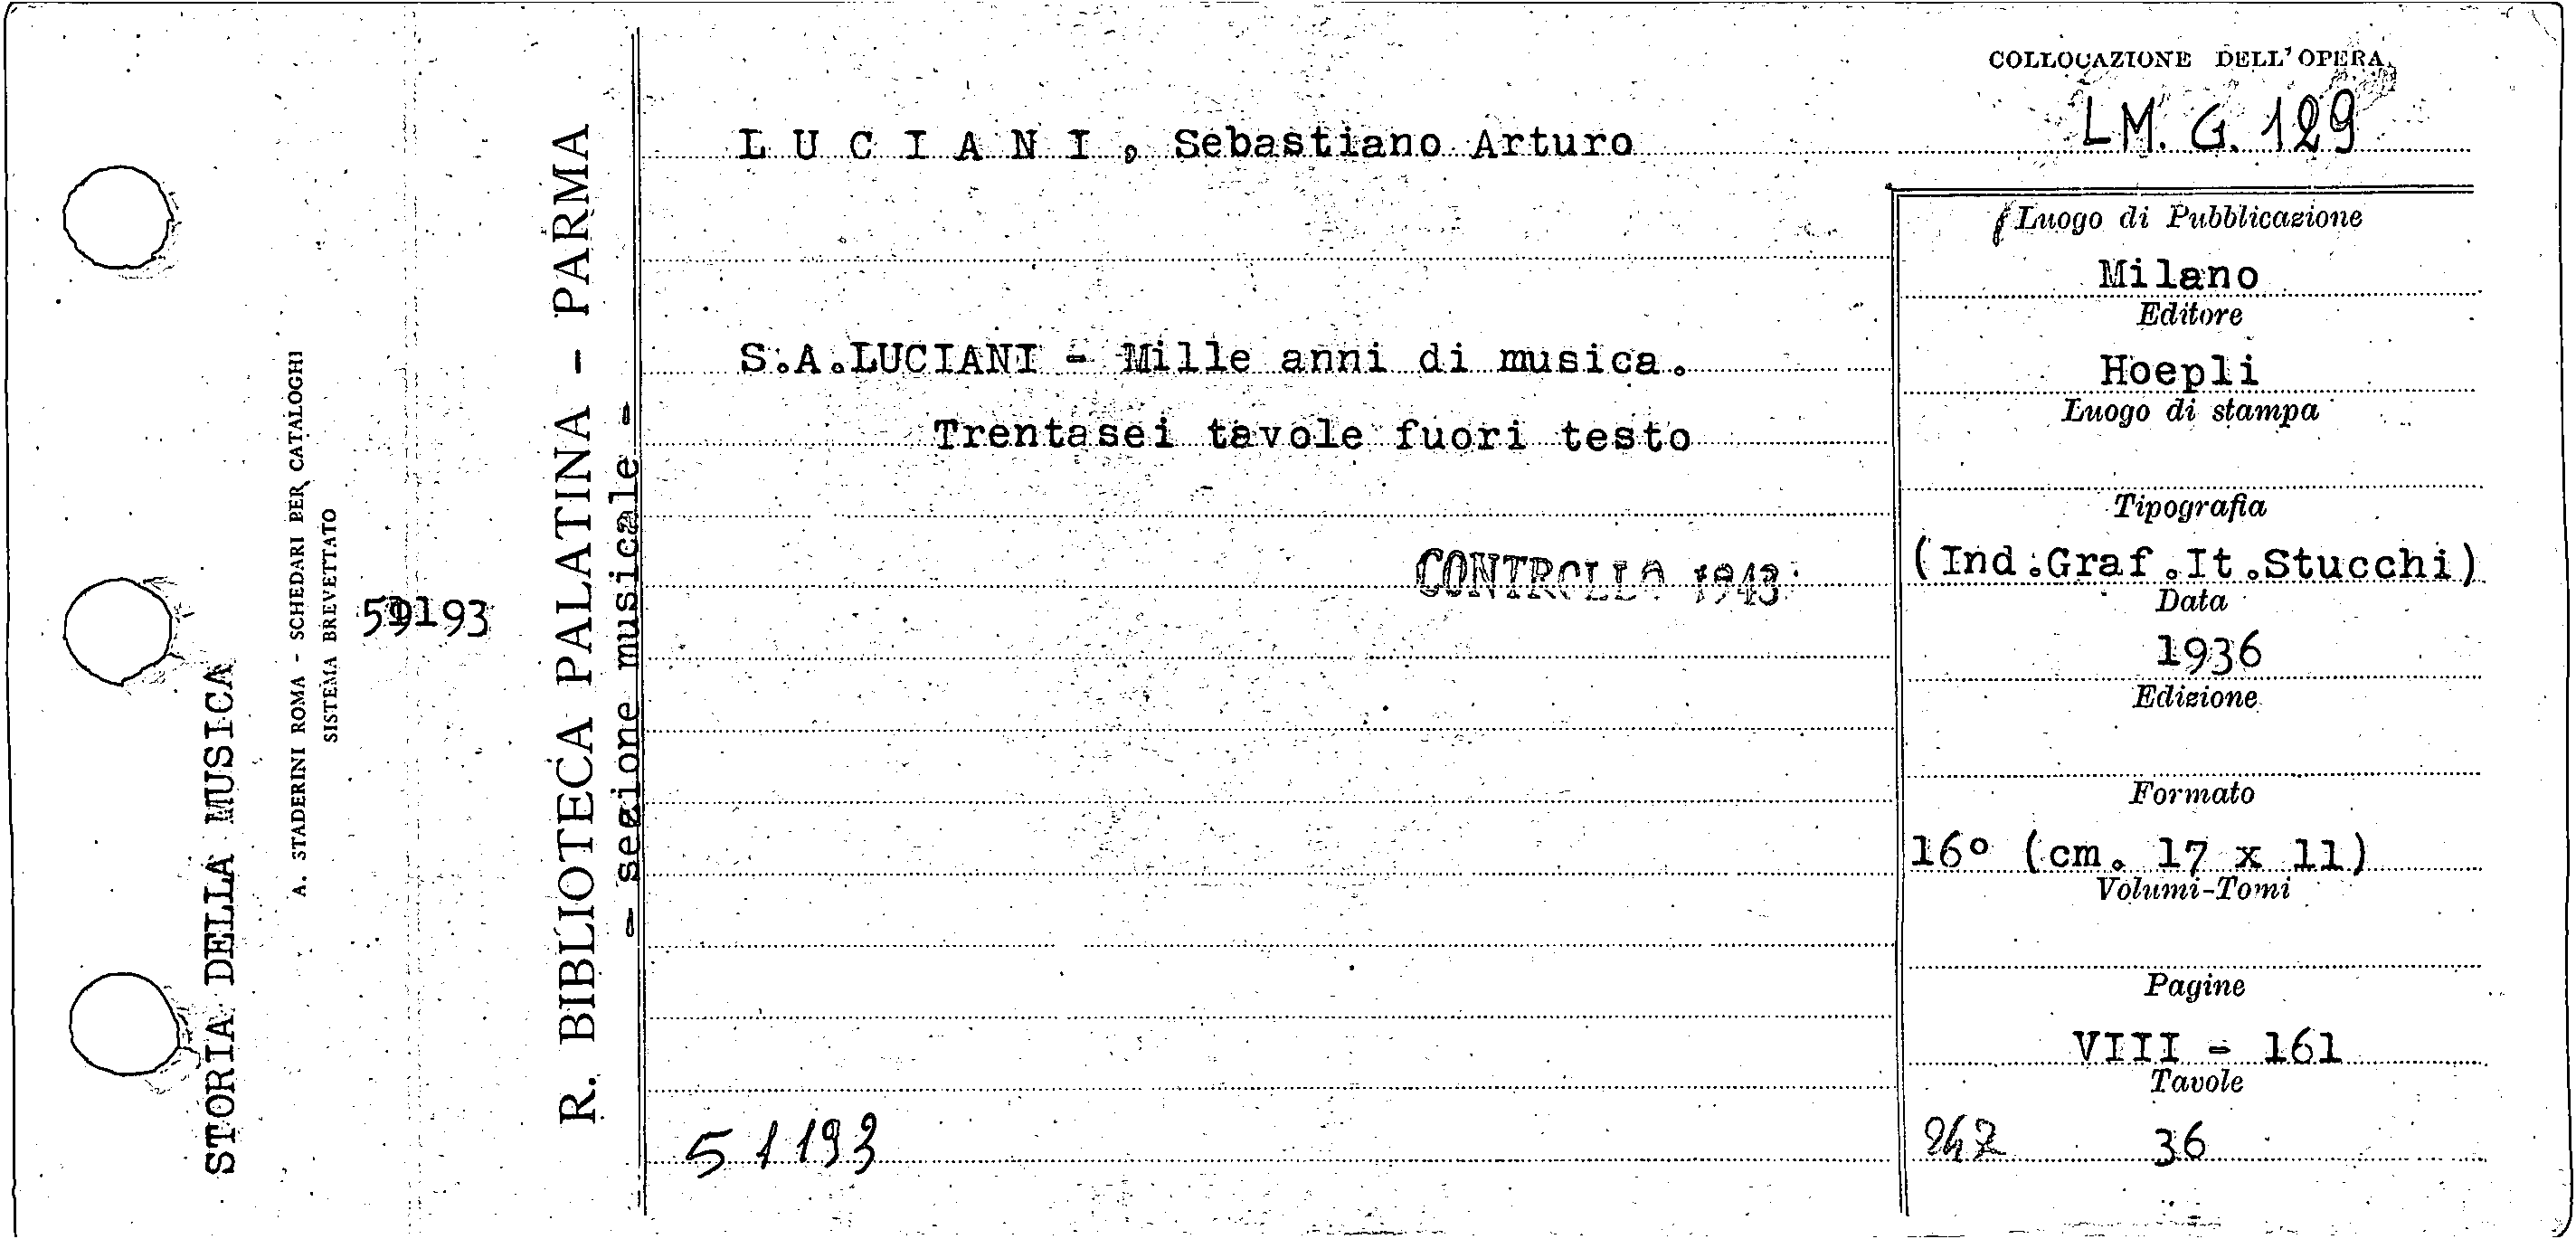 STORIA DELLA MUSICA
A. STADERINI ROMA - SCHEDARI PER CATALOGHI
SISTEMA BREVETTATO
R. BIBLIOTECA PALATINA - PARMA
- sezione musicale -
COLLOCAZIONE DELL'OPERA
LM. G. 129
L U C I A N I , Sebastiano Arturo
S.A.LUCIANI - Mille anni di musica.
Trentasei tavole fuori testo
CONTROLLO 1943
51193
Luogo di Pubblicazione
Milano
Editore
Hoepli
Luogo di stampa
Tipografia
(Ind.Graf.It.Stucchi)
Data
1936
Edizione
Formato
16° (cm. 17 x 11)
Volumi-Tomi
Pagine
VIII - 161
Tavole
36